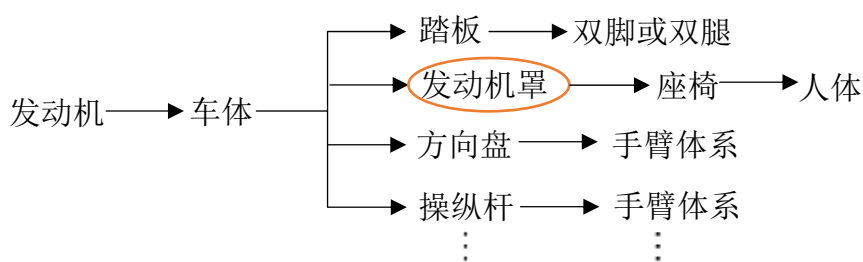 踏板 双脚或双腿
发动机 车体 发动机罩 座椅 人体
方向盘 手臂体系
操纵杆 手臂体系